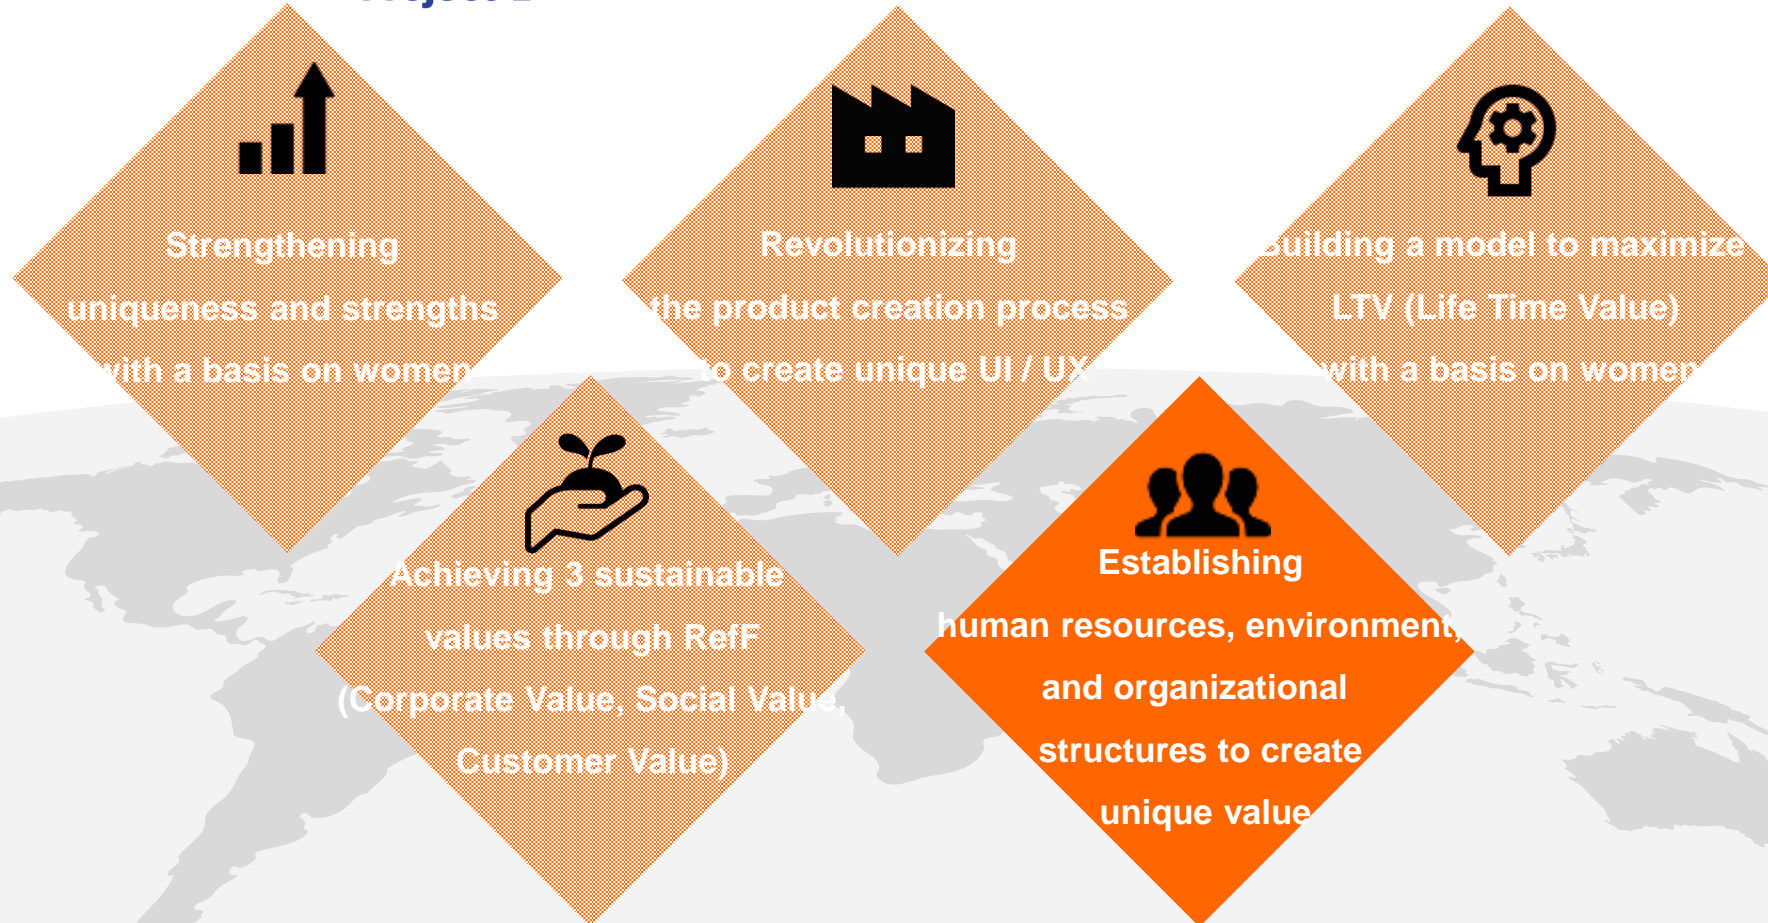 Strengthening
uniqueness and strengths
with a basis on women
Revolutionizing
the product creation process
to create unique UI / UX
Building a model to maximize
LTV (Life Time Value)
with a basis on women
Achieving 3 sustainable
values through RefF
(Corporate Value, Social Value,
Customer Value)
Establishing
human resources, environment,
and organizational
structures to create
unique value